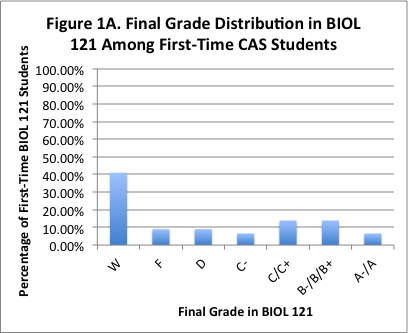 Figure 1A. Final Grade Distribution in BIOL
121 Among First-Time CAS Students
Percentage of First-Time BIOL 121 Students
100.00%
90.00%
80.00%
70.00%
60.00%
50.00%
40.00%
30.00%
20.00%
10.00%
0.00%
W
F
D
C-
C/C+
B-/B/B+
A-/A
Final Grade in BIOL 121